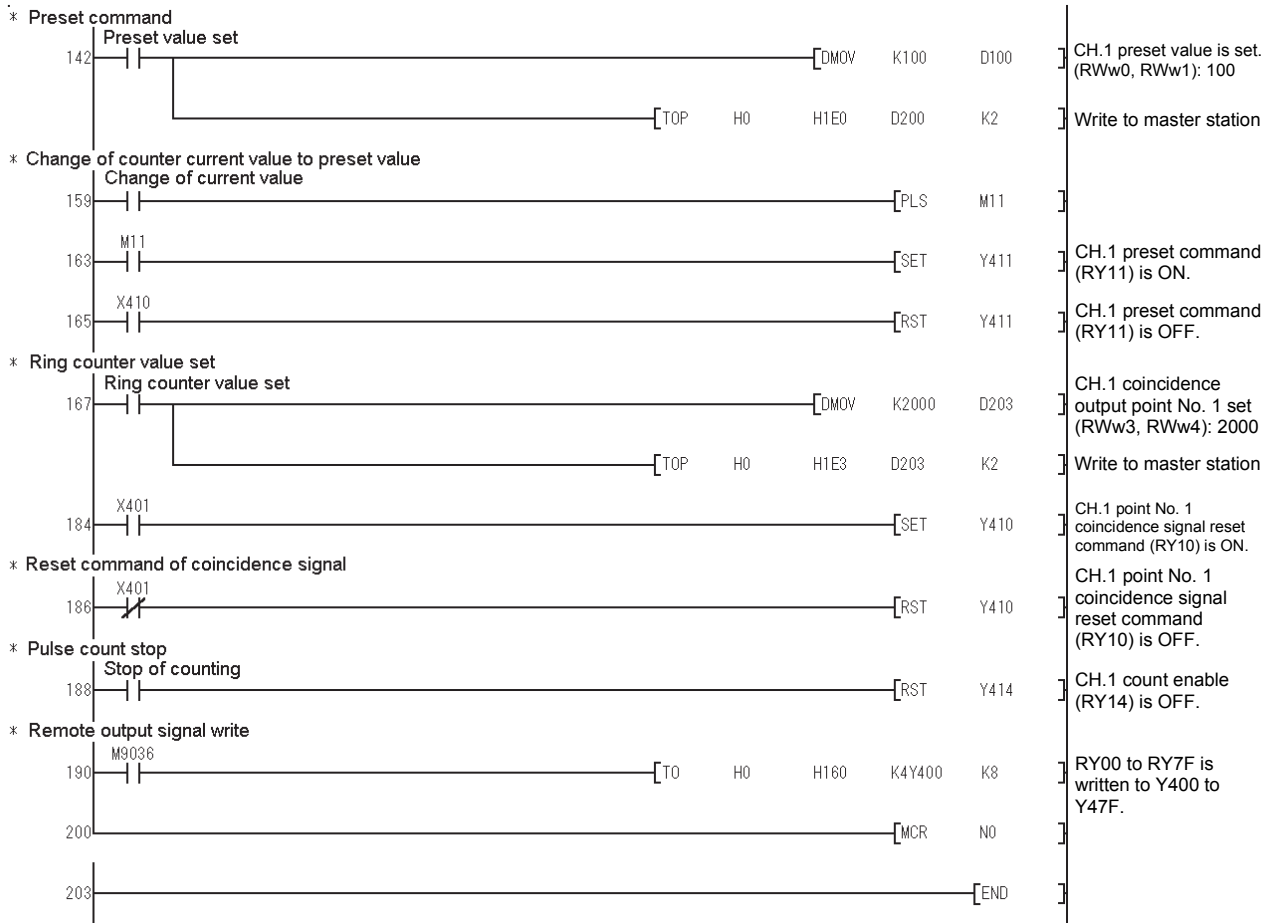 * Preset command
Preset value set
142 DMOV K100 D100 CH.1 preset value is set.
(RWw0, RWw1): 100
TOP H0 H1E0 D200 K2 Write to master station
* Change of counter current value to preset value
Change of current value
159 PLS M11
M11
163 SET Y411 CH.1 preset command
(RY11) is ON.
X410
165 RST Y411 CH.1 preset command
(RY11) is OFF.
* Ring counter value set
Ring counter value set
167 DMOV K2000 D203 CH.1 coincidence
output point No. 1 set
(RWw3, RWw4): 2000
TOP H0 H1E3 D203 K2 Write to master station
X401
184 SET Y410 CH.1 point No. 1
coincidence signal reset
command (RY10) is ON.
* Reset command of coincidence signal
X401
186 RST Y410 CH.1 point No. 1
coincidence signal
reset command
(RY10) is OFF.
* Pulse count stop
Stop of counting
188 RST Y414 CH.1 count enable
(RY14) is OFF.
* Remote output signal write
M9036
190 TO H0 H160 K4Y400 K8 RY00 to RY7F is
written to Y400 to
Y47F.
200 MCR N0
203 END